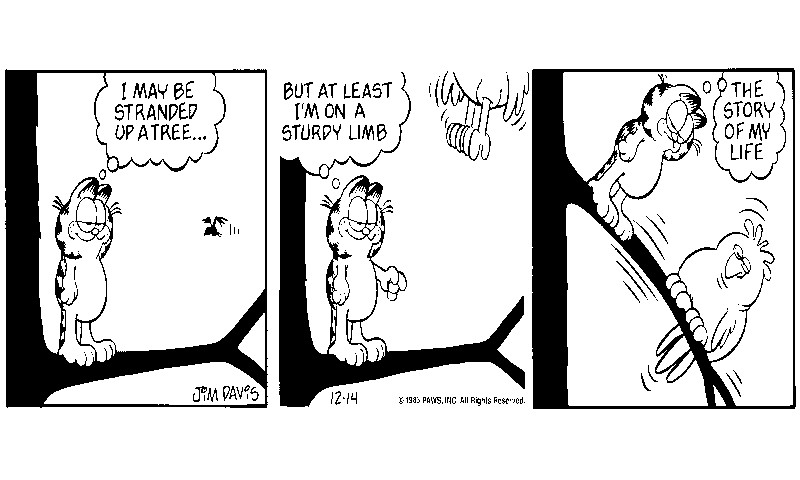 I MAY BE
STRANDED
UP A TREE...
JIM DAVIS
BUT AT LEAST
I'M ON A
STURDY LIMB
12-14
© 1985 PAWS, INC. All Rights Reserved.
THE
STORY
OF MY
LIFE